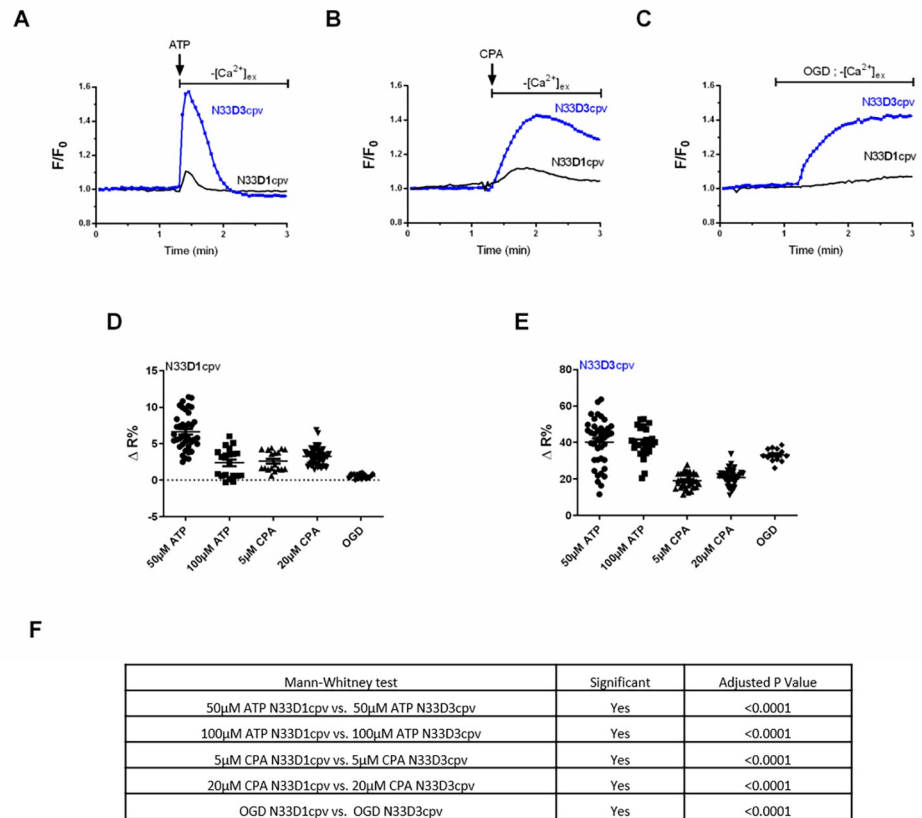 A
B
C
ATP
-[Ca2+]ex
N33D3cpv
N33D1cpv
F/F0
1.6
1.4
1.2
1.0
0.8
0
1
2
3
Time (min)
CPA
-[Ca2+]ex
N33D3cpv
N33D1cpv
F/F0
1.6
1.4
1.2
1.0
0.8
0
1
2
3
Time (min)
OGD ; -[Ca2+]ex
N33D3cpv
N33D1cpv
F/F0
1.6
1.4
1.2
1.0
0.8
0
1
2
3
Time (min)
D
E
N33D1cpv
Δ R%
15
10
5
0
-5
50µM ATP
100µM ATP
5µM CPA
20µM CPA
OGD
N33D3cpv
Δ R%
80
60
40
20
0
50µM ATP
100µM ATP
5µM CPA
20µM CPA
OGD
F
Mann-Whitney test Significant Adjusted P Value
50µM ATP N33D1cpv vs. 50µM ATP N33D3cpv Yes <0.0001
100µM ATP N33D1cpv vs. 100µM ATP N33D3cpv Yes <0.0001
5µM CPA N33D1cpv vs. 5µM CPA N33D3cpv Yes <0.0001
20µM CPA N33D1cpv vs. 20µM CPA N33D3cpv Yes <0.0001
OGD N33D1cpv vs. OGD N33D3cpv Yes <0.0001